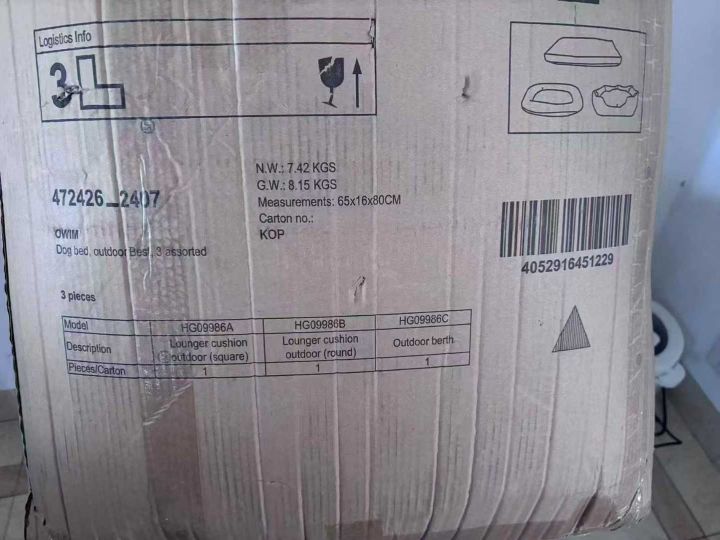 Logistics Info
3
N.W.: 7.42 KGS
G.W.: 8.15 KGS
Measurements: 65x16x80CM
Carton no.:
KOP
472426_2407
OWIM
Dog bed, outdoor Best, 3 assorted
4052916451229
3 pieces
Model HG09986A HG09986B HG09986C
Description Lounger cushion outdoor (square) Lounger cushion outdoor (round) Outdoor berth
Pieces/Carton 1 1 1